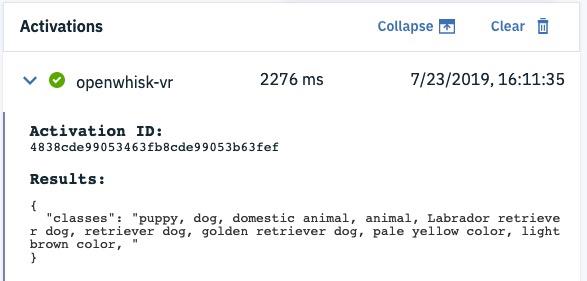 Activations
Collapse
Clear
openwhisk-vr
2276 ms
7/23/2019, 16:11:35
Activation ID:
4838cde99053463fb8cde99053b63fef
Results:
{
"classes": "puppy, dog, domestic animal, animal, Labrador retrieve
r dog, retriever dog, golden retriever dog, pale yellow color, light
brown color, "
}